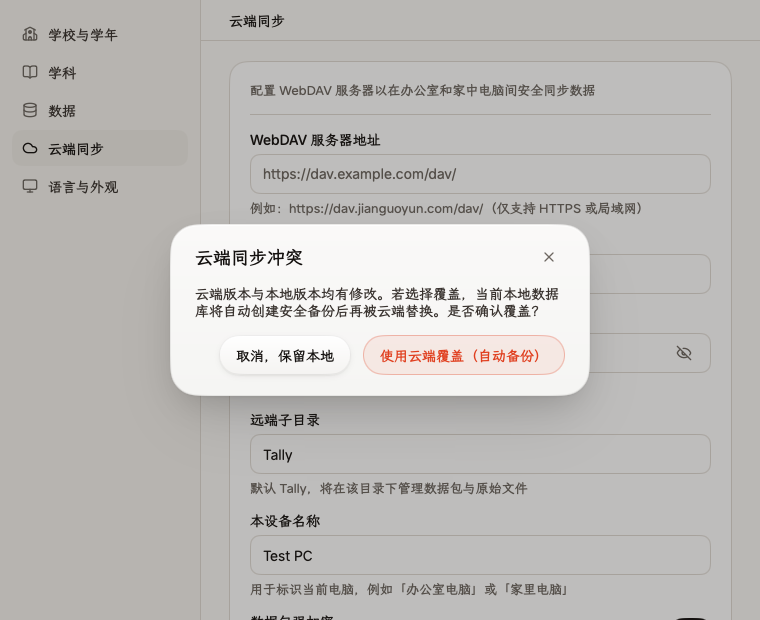 学校与学年
学科
数据
云端同步
语言与外观
云端同步
配置 WebDAV 服务器以在办公室和家中电脑间安全同步数据
WebDAV 服务器地址
https://dav.example.com/dav/
例如：https://dav.jianguoyun.com/dav/（仅支持 HTTPS 或局域网）
云端同步冲突
云端版本与本地版本均有修改。若选择覆盖，当前本地数据
库将自动创建安全备份后再被云端替换。是否确认覆盖？
取消，保留本地
使用云端覆盖（自动备份）
远端子目录
Tally
默认 Tally，将在该目录下管理数据包与原始文件
本设备名称
Test PC
用于标识当前电脑，例如「办公室电脑」或「家里电脑」